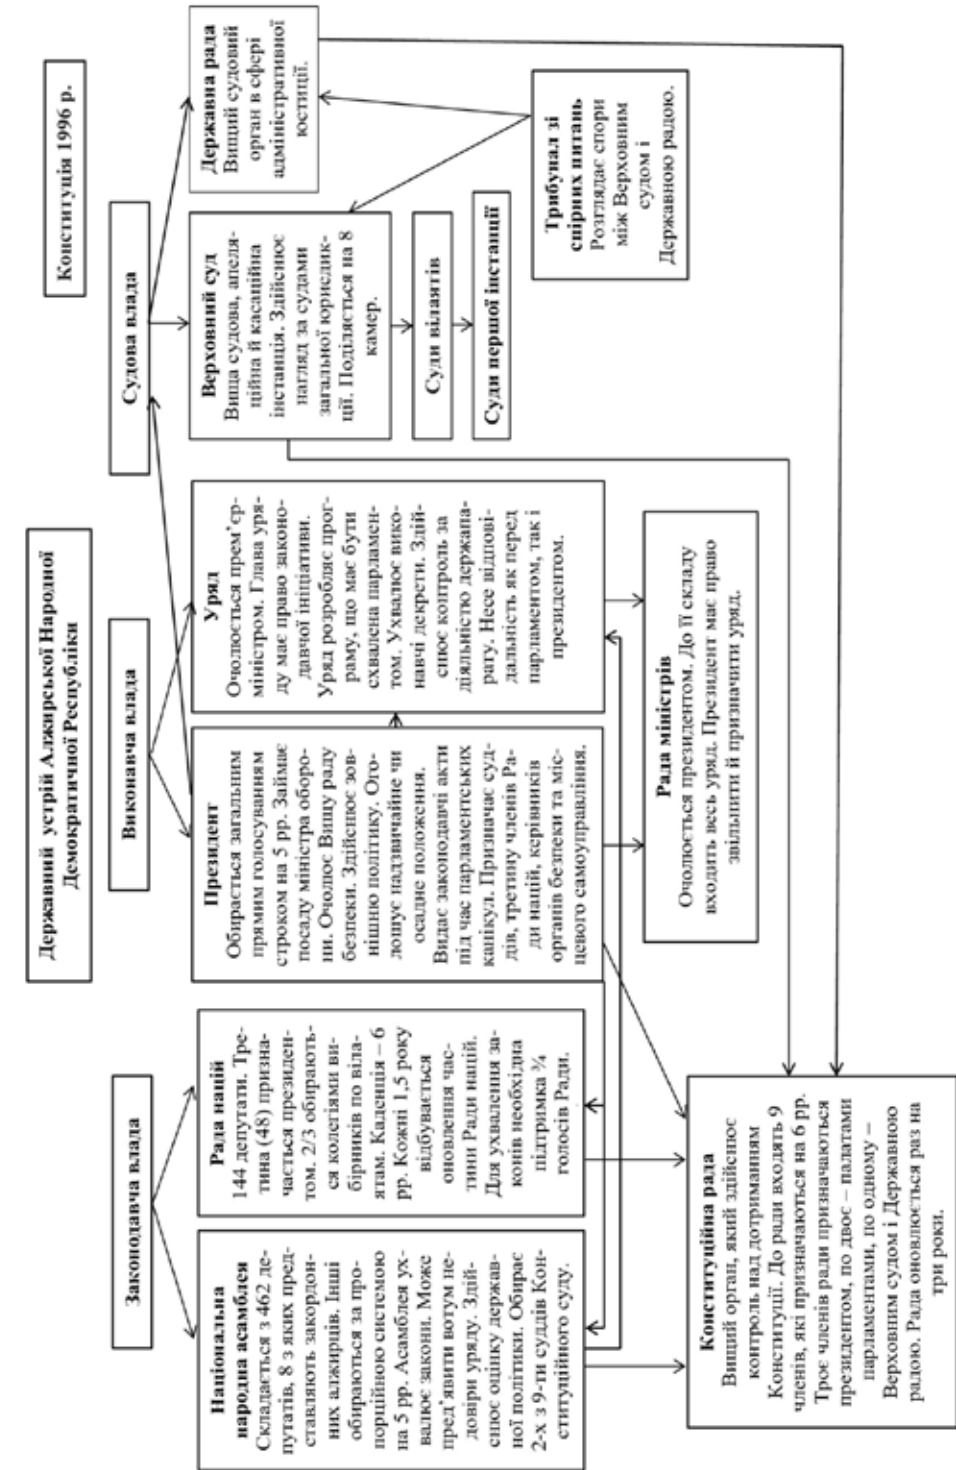 Державний устрій Алжирської Народної
Демократичної Республіки
Конституція 1996 р.
Законодавча влада
Виконавча влада
Судова влада
Національна
народна асамблея
Складається з 462 де-
путатів, 8 з яких пред-
ставляють закордон-
них алжирців. Інші
обираються за про-
порційною системою
на 5 рр. Асамблея ух-
валює закони. Може
пред’явити вотум не-
довіри уряду. Здій-
снює оцінку держав-
ної політики. Обирає
2-х з 9-ти суддів Кон-
ституційного суду.
Рада націй
144 депутати. Тре-
тина (48) призна-
чається президен-
том. 2/3 обирають-
ся колегіями ви-
бірників по віла-
ятам. Каденція – 6
рр. Кожні 1,5 року
відбувається
оновлення час-
тини Ради націй.
Для ухвалення за-
конів необхідна
підтримка ¾
голосів Ради.
Президент
Обирається загальним
прямим голосуванням
строком на 5 рр. Займає
посаду міністра оборо-
ни. Очолює Вищу раду
безпеки. Здійснює зов-
нішню політику. Ого-
лошує надзвичайне чи
осадне положення.
Видає законодавчі акти
під час парламентських
канікул. Призначає суд-
дів, третину членів Ра-
ди націй, керівників
органів безпеки та міс-
цевого самоуправління.
Уряд
Очолюється прем’єр-
міністром. Глава уря-
ду має право законо-
давчої ініціативи.
Уряд розробляє прог-
раму, що має бути
схвалена парламен-
том. Ухвалює вико-
навчі декрети. Здій-
снює контроль за
діяльністю держапа-
рату. Несе відпові-
дальність як перед
парламентом, так і
президентом.
Верховний суд
Вища судова, апеля-
ційна й касаційна
інстанція. Здійснює
нагляд за судами
загальної юрисдик-
ції. Поділяється на 8
камер.
Державна рада
Вищий судовий
орган в сфері
адміністративної
юстиції.
Суди вілаятів
Суди першої інстанції
Трибунал зі
спірних питань
Розглядає спори
між Верховним
судом і
Державною радою.
Рада міністрів
Очолюється президентом. До її складу
входить весь уряд. Президент має право
звільнити й призначити уряд.
Конституційна рада
Вищий орган, який здійснює
контроль над дотриманням
Конституції. До ради входять 9
членів, які призначаються на 6 рр.
Троє членів ради призначаються
президентом, по двоє – палатами
парламентами, по одному –
Верховним судом і Державною
радою. Рада оновлюється раз на
три роки.